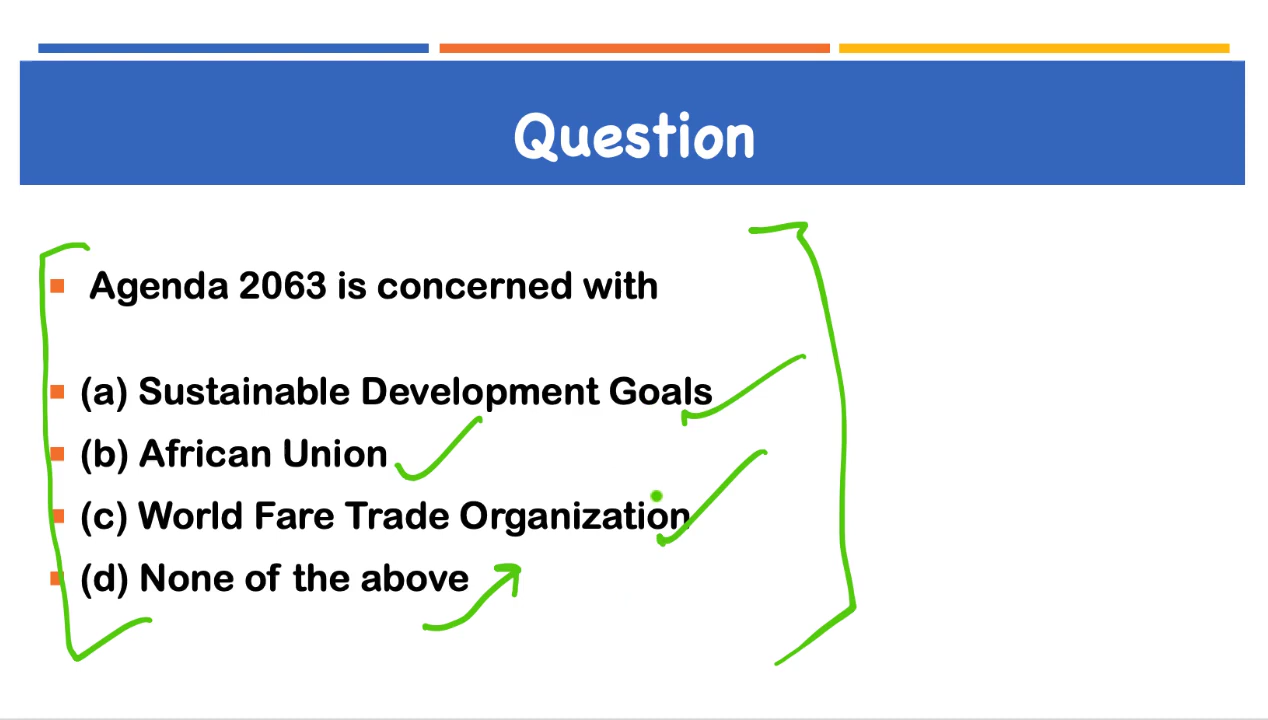 Question
Agenda 2063 is concerned with
(a) Sustainable Development Goals
(b) African Union
(c) World Fare Trade Organization
(d) None of the above